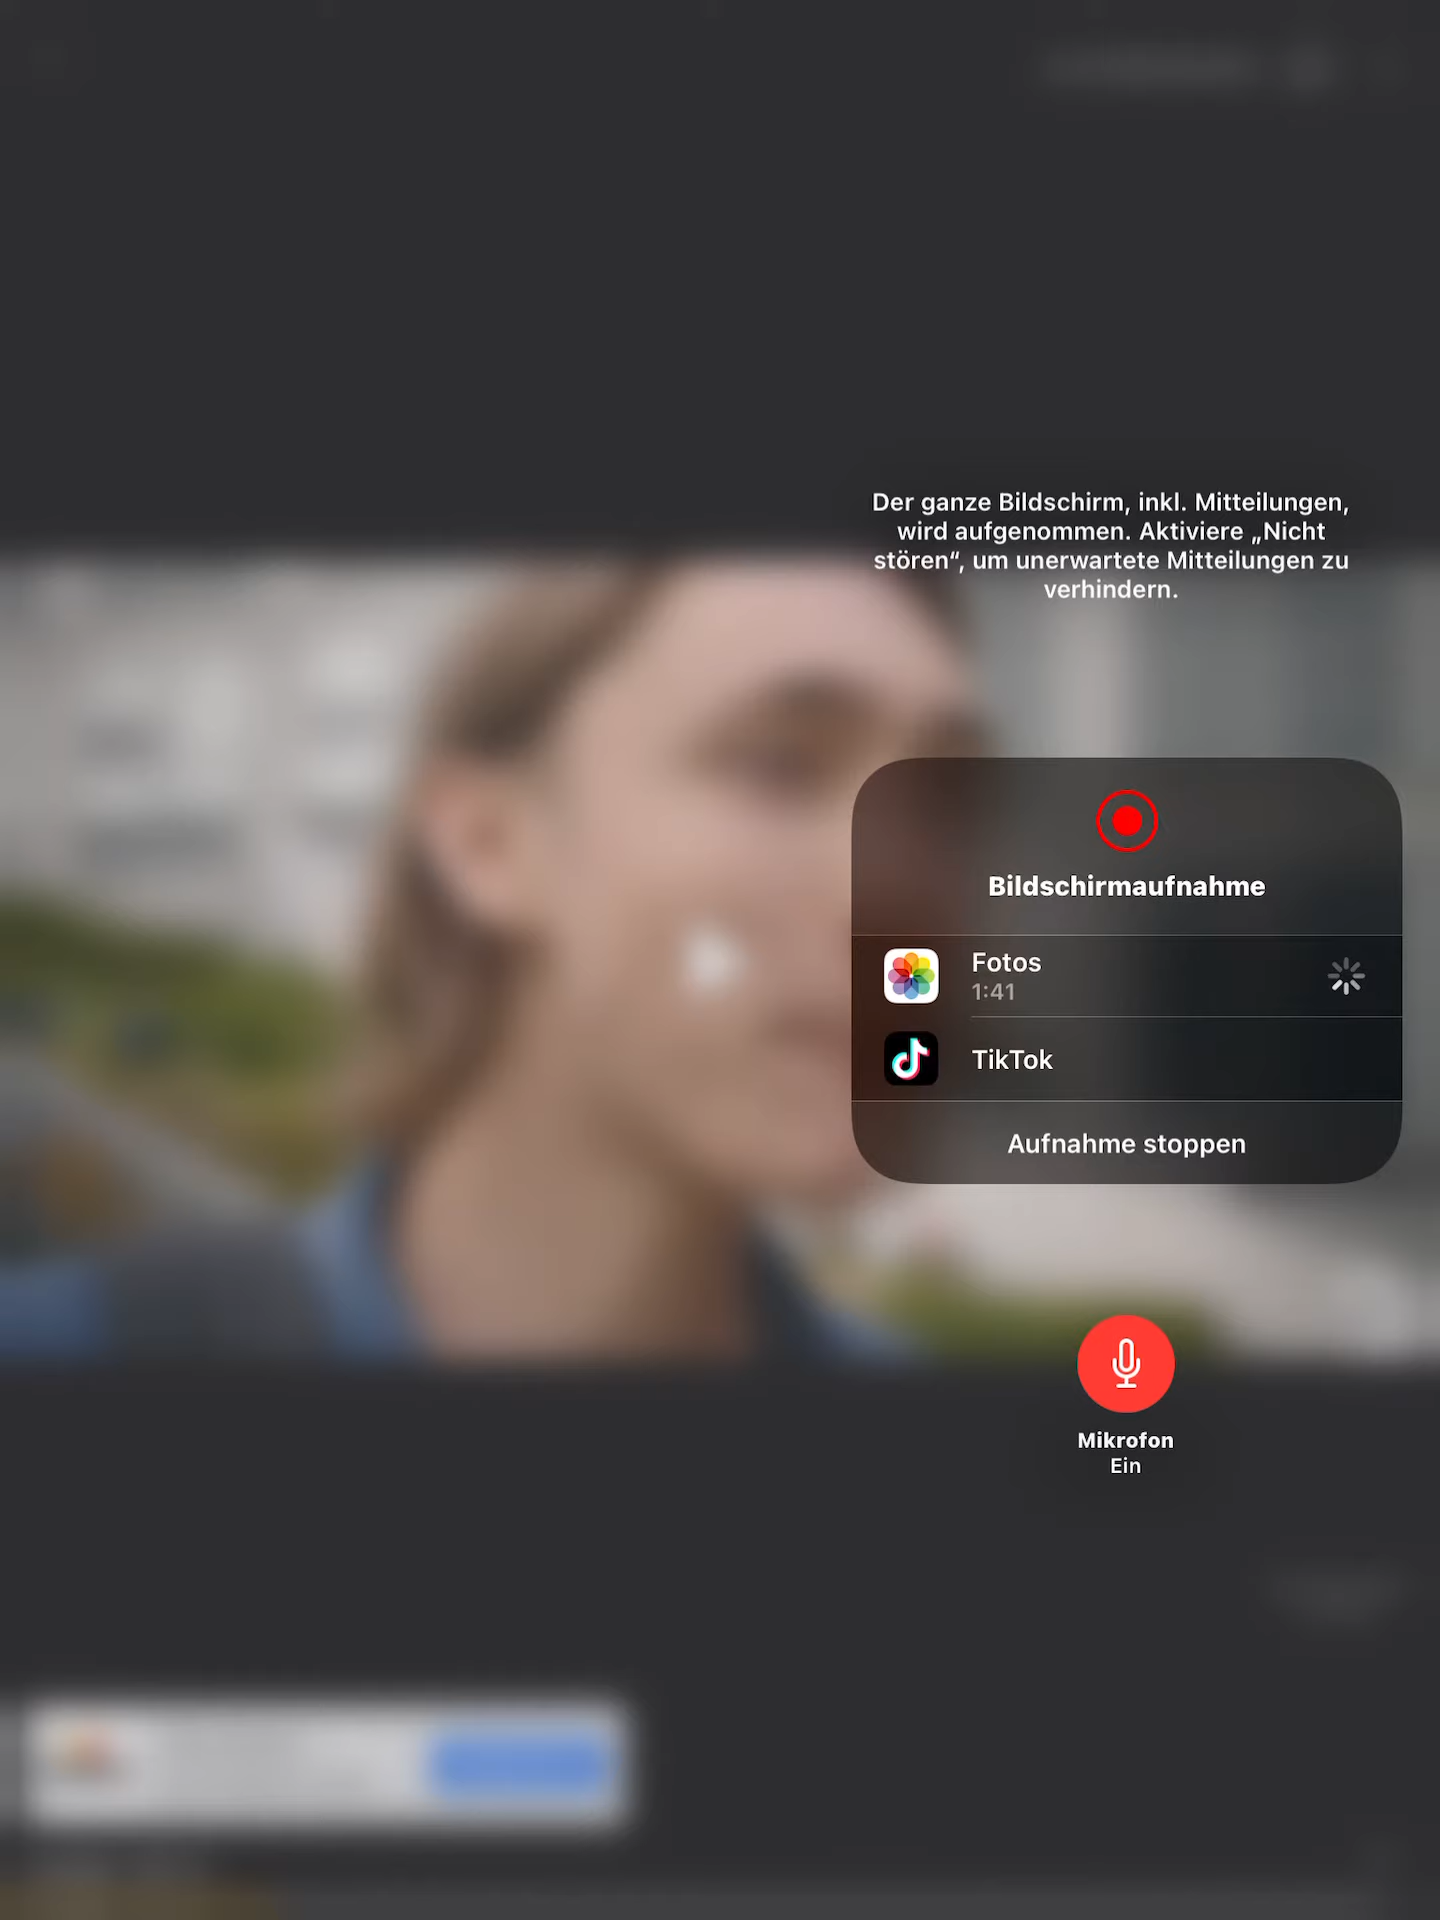 Der ganze Bildschirm, inkl. Mitteilungen,
wird aufgenommen. Aktiviere „Nicht
stören“, um unerwartete Mitteilungen zu
verhindern.
Bildschirmaufnahme
Fotos
1:41
TikTok
Aufnahme stoppen
Mikrofon
Ein